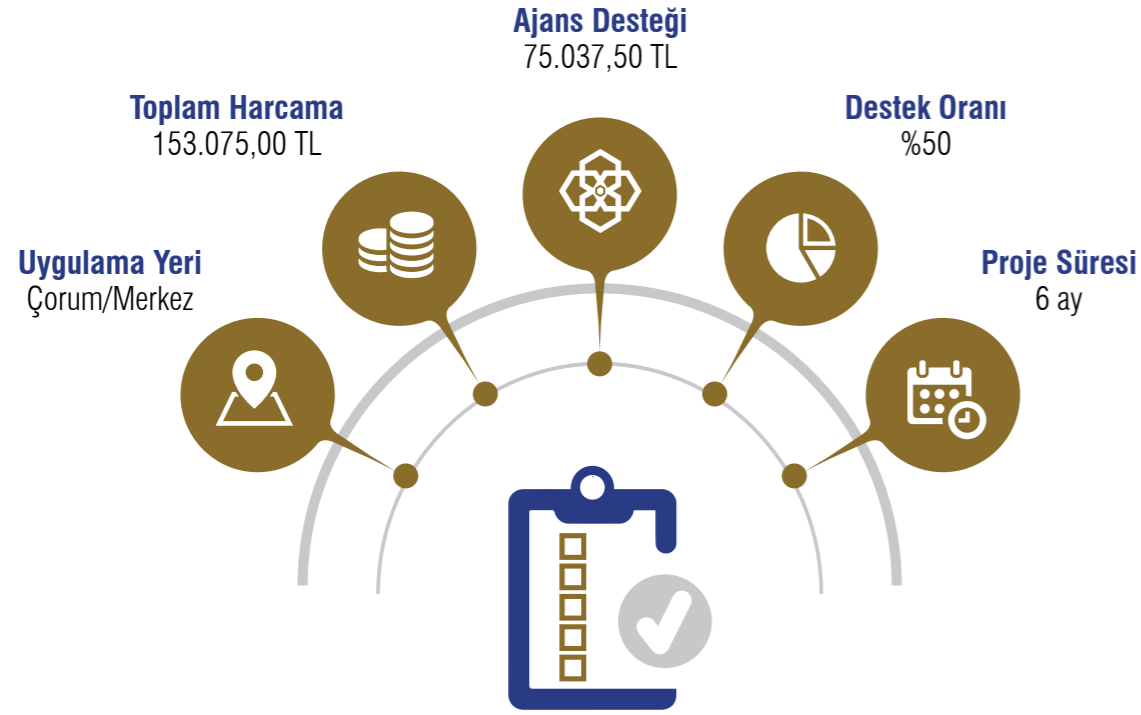 Ajans Desteği
75.037,50 TL
Toplam Harcama
153.075,00 TL
Destek Oranı
%50
Uygulama Yeri
Çorum/Merkez
Proje Süresi
6 ay